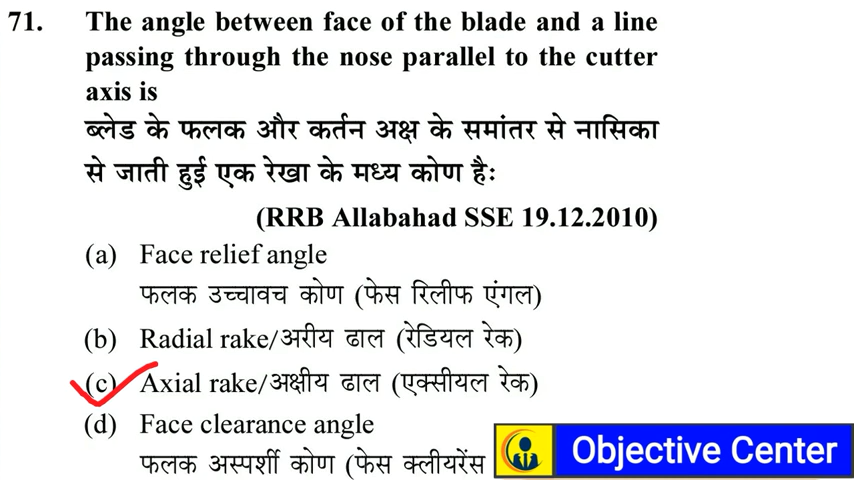 71. The angle between face of the blade and a line
passing through the nose parallel to the cutter
axis is
ब्लेड के फलक और कर्तन अक्ष के समांतर से नासिका
से जाती हुई एक रेखा के मध्य कोण है:
(RRB Allabahad SSE 19.12.2010)
(a) Face relief angle
फलक उच्चावच कोण (फेस रिलीफ एंगल)
(b) Radial rake/अरीय ढाल (रेडियल रेक)
(c) Axial rake/अक्षीय ढाल (एक्सीयल रेक)
(d) Face clearance angle
फलक अस्पर्शी कोण (फेस क्लीयरेंस
Objective Center